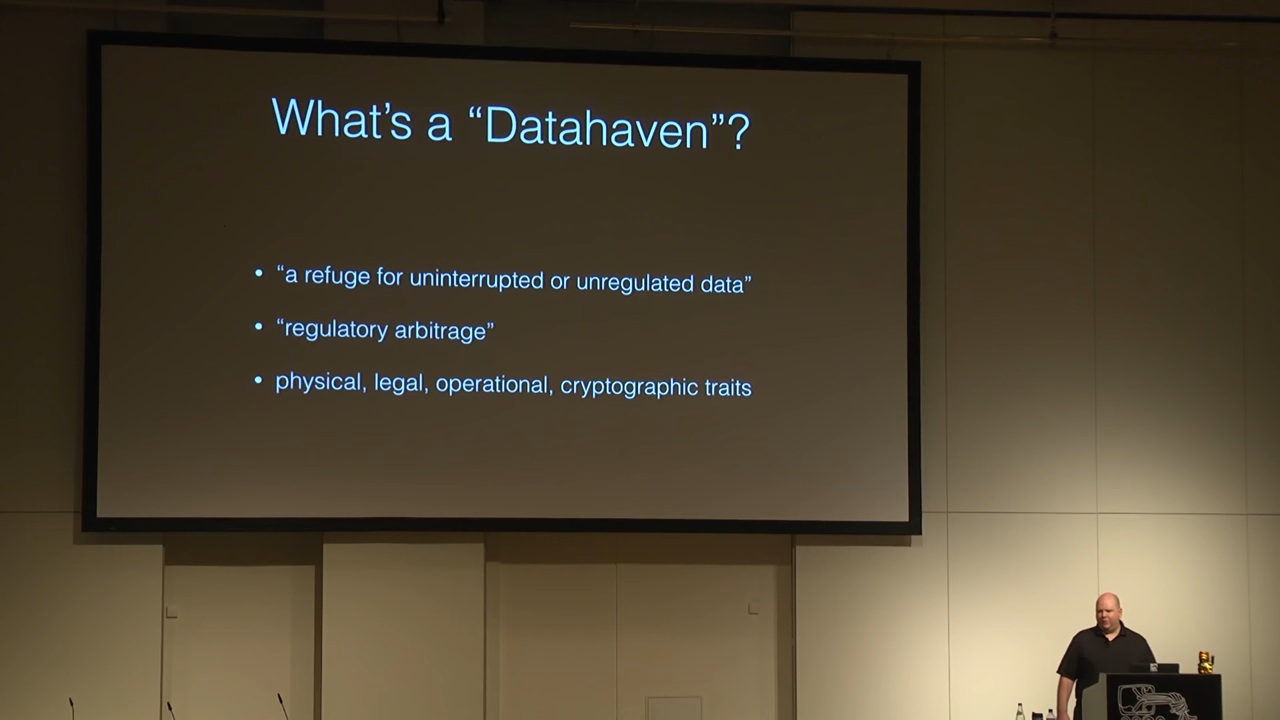 What’s a “Datahaven”?
• “a refuge for uninterrupted or unregulated data”
• “regulatory arbitrage”
• physical, legal, operational, cryptographic traits